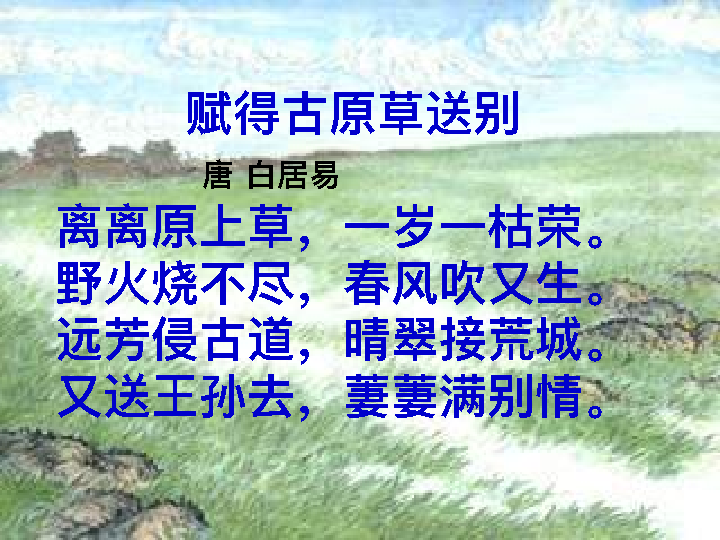 赋得古原草送别
唐 白居易
离离原上草，一岁一枯荣。
野火烧不尽，春风吹又生。
远芳侵古道，晴翠接荒城。
又送王孙去，萋萋满别情。